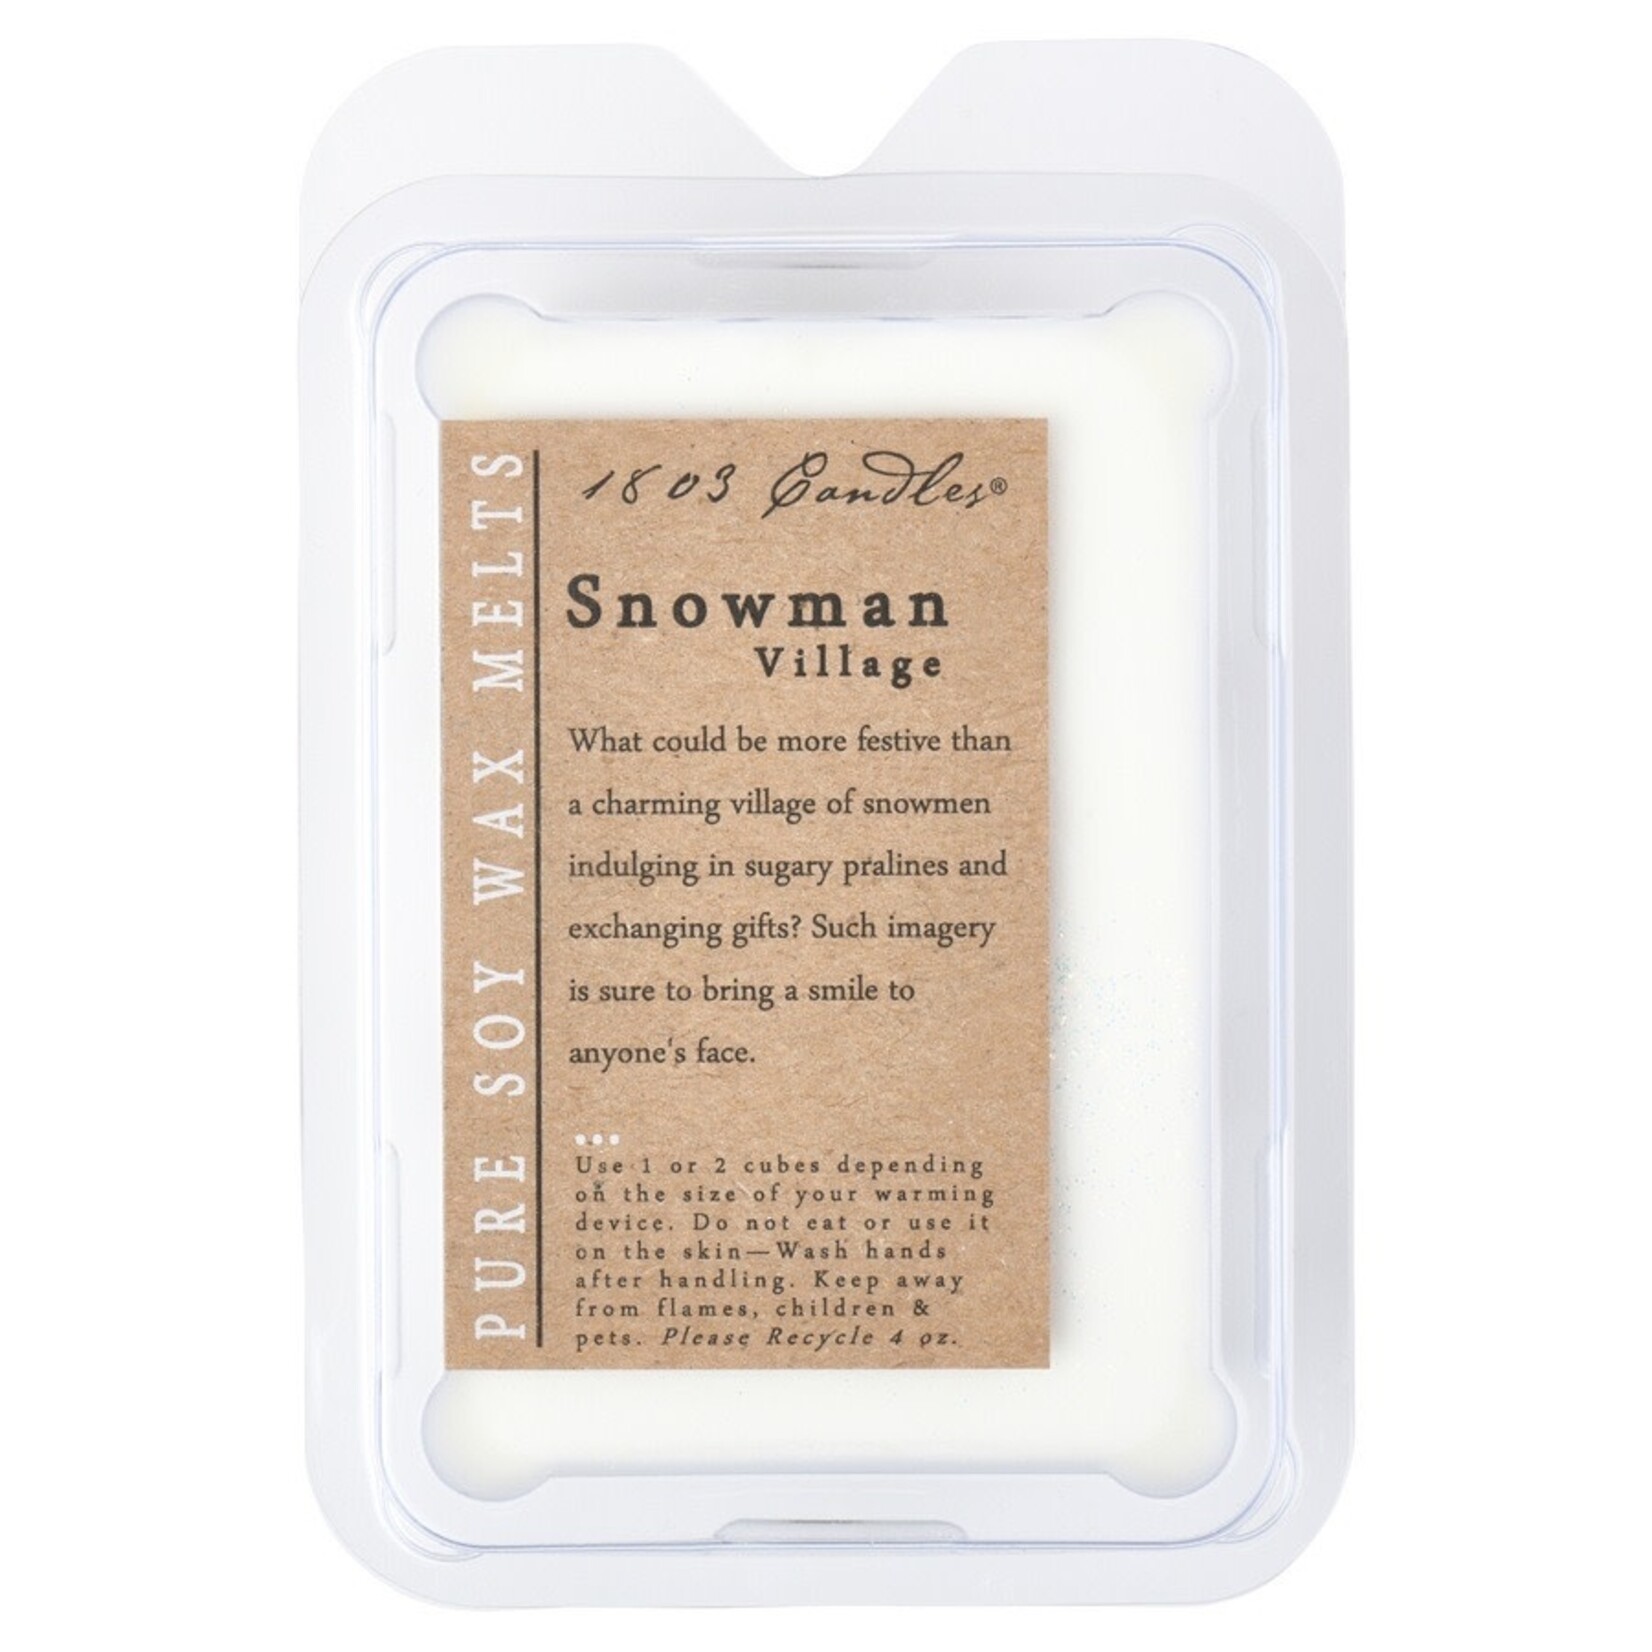 PURE SOY WAX MELTS
1803 Candles®
Snowman
Village
What could be more festive than
a charming village of snowmen
indulging in sugary pralines and
exchanging gifts? Such imagery
is sure to bring a smile to
anyone's face.
...
Use 1 or 2 cubes depending
on the size of your warming
device. Do not eat or use it
on the skin—Wash hands
after handling. Keep away
from flames, children &
pets. Please Recycle 4 oz.